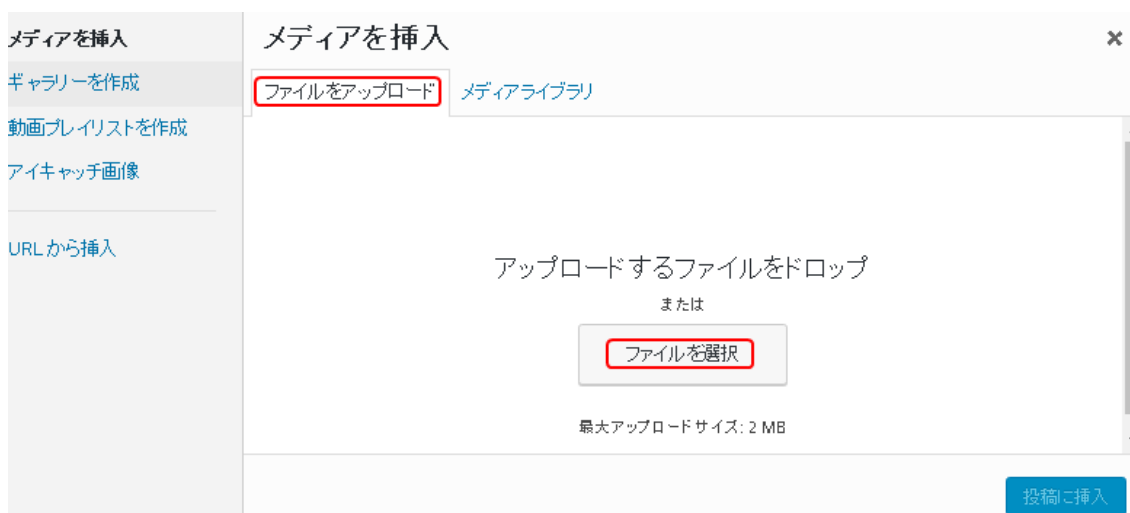 メディアを挿入
ギャラリーを作成
動画プレイリストを作成
アイキャッチ画像
URLから挿入
メディアを挿入
×
ファイルをアップロード
メディアライブラリ
アップロードするファイルをドロップ
または
ファイルを選択
最大アップロードサイズ: 2 MB
投稿に挿入